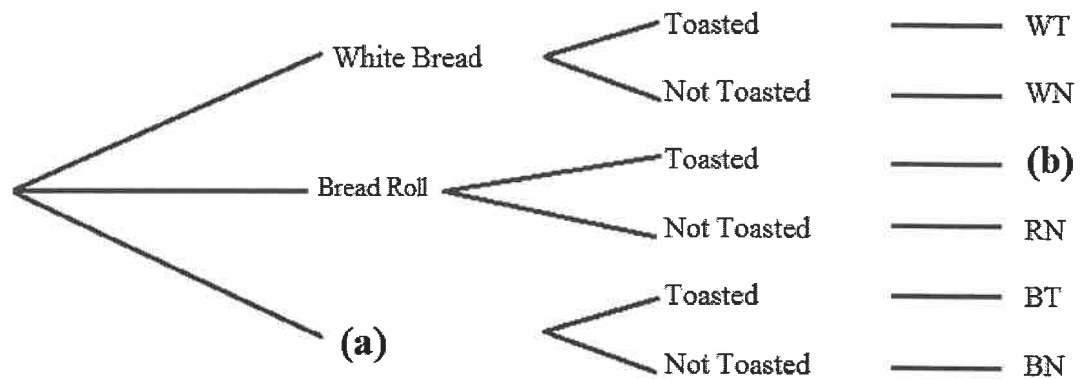 Toasted WT
White Bread
Not Toasted WN
Toasted (b)
Bread Roll
Not Toasted RN
Toasted BT
(a)
Not Toasted BN